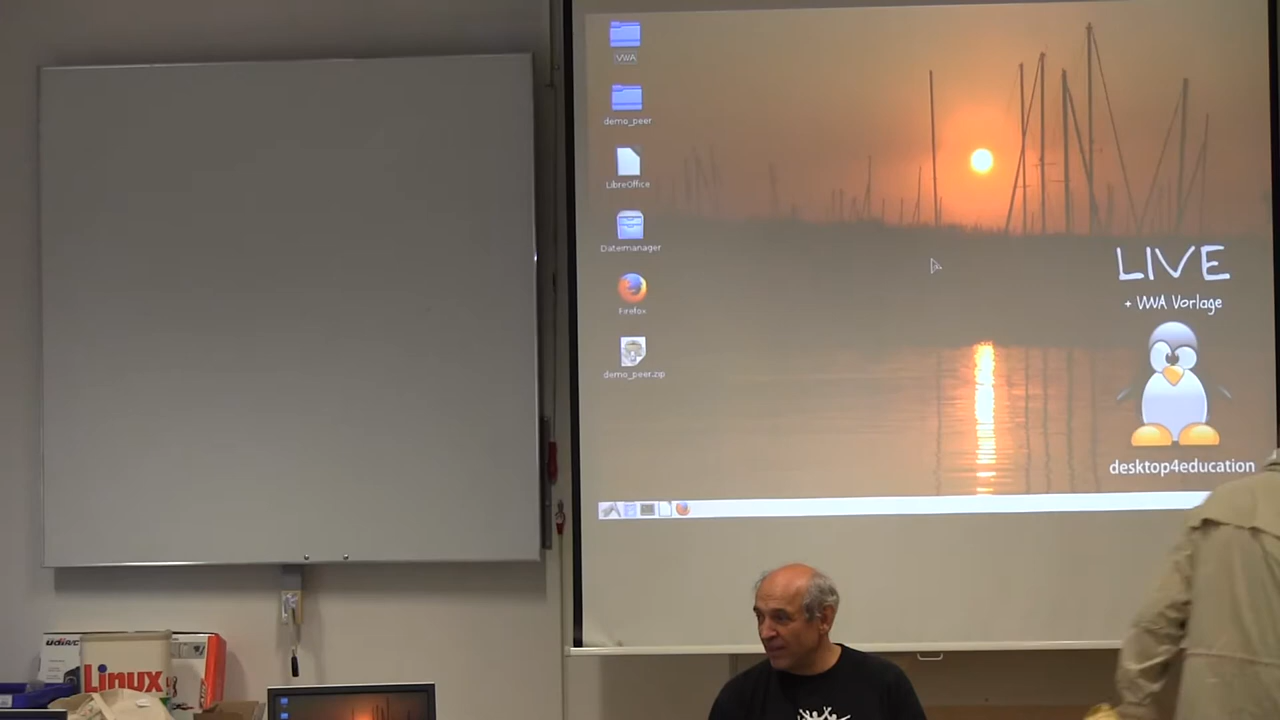 VWA
demo_peer
LibreOffice
Dateimanager
Firefox
demo_peer.zip
LIVE
+ VWA Vorlage
desktop4education
Linux